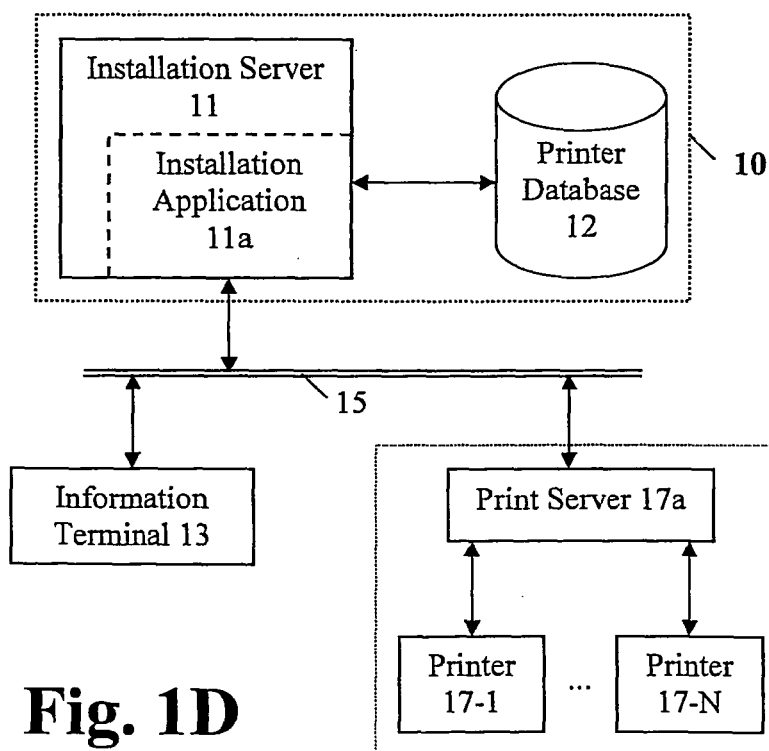 Installation Server
11
Installation
Application
11a
Printer
Database
12
10
15
Information
Terminal 13
Print Server 17a
Printer
17-1
...
Printer
17-N
Fig. 1D